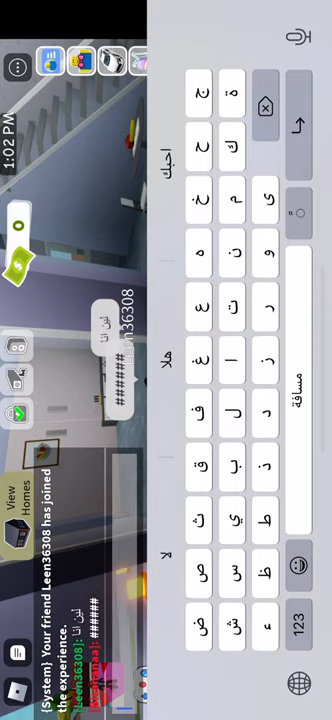 1:02 PM
0
View
Homes
لين انا
######
Leen36308
{System} Your friend Leen36308 has joined
the experience.
[Leen36308]: لين انا
######
لا هلا احبك
ض ص ث ق ف غ ع ه خ ح ج
ش س ي ب ل ا ت ن م ك ة
ء ظ ط ذ د ز ر و ى
123 مسافة